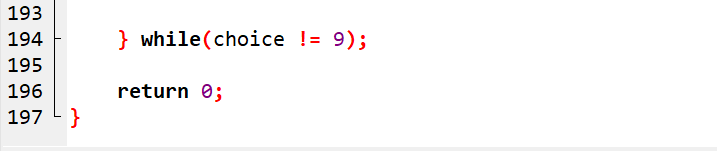 193
194 } while(choice != 9);
195
196 return 0;
197 }